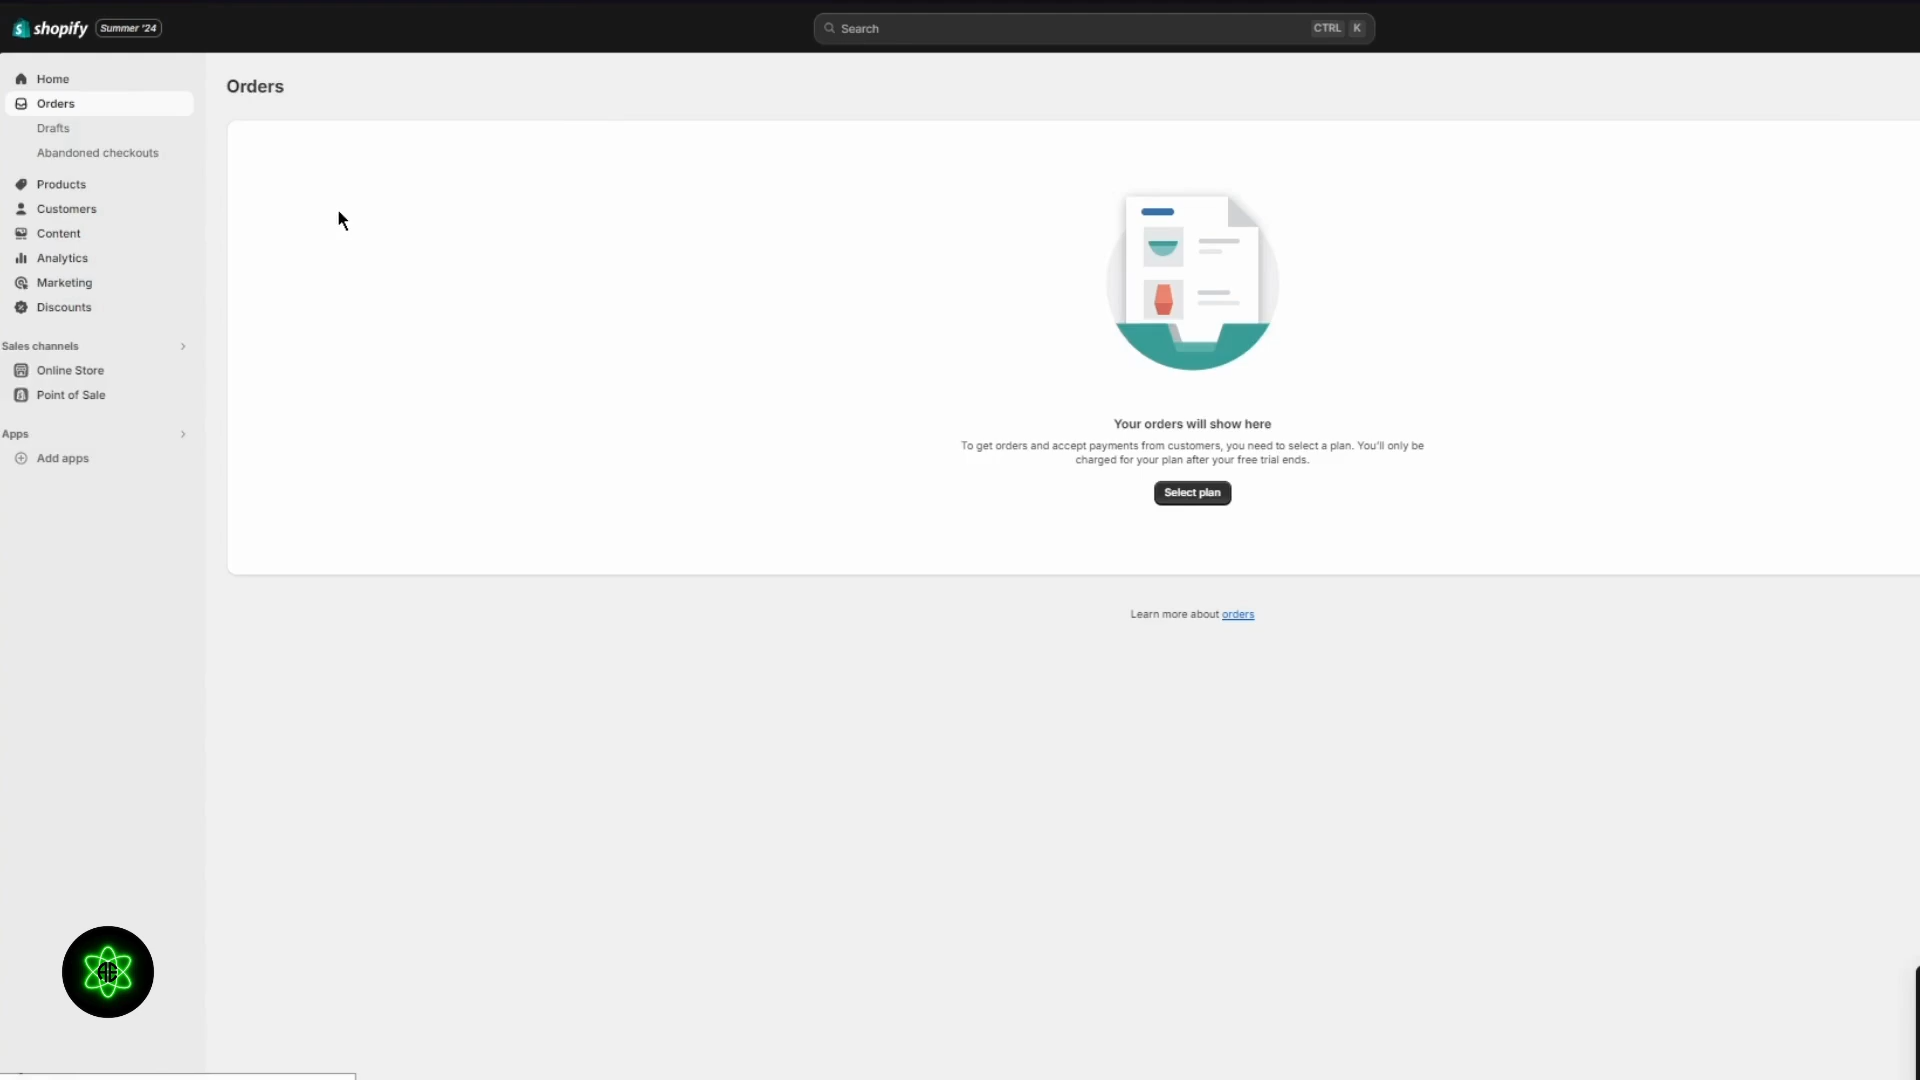 shopify Summer '24
Search CTRL K
Home
Orders
Drafts
Abandoned checkouts
Products
Customers
Content
Analytics
Marketing
Discounts
Sales channels
Online Store
Point of Sale
Apps
Add apps
Orders
Your orders will show here
To get orders and accept payments from customers, you need to select a plan. You'll only be
charged for your plan after your free trial ends.
Select plan
Learn more about orders